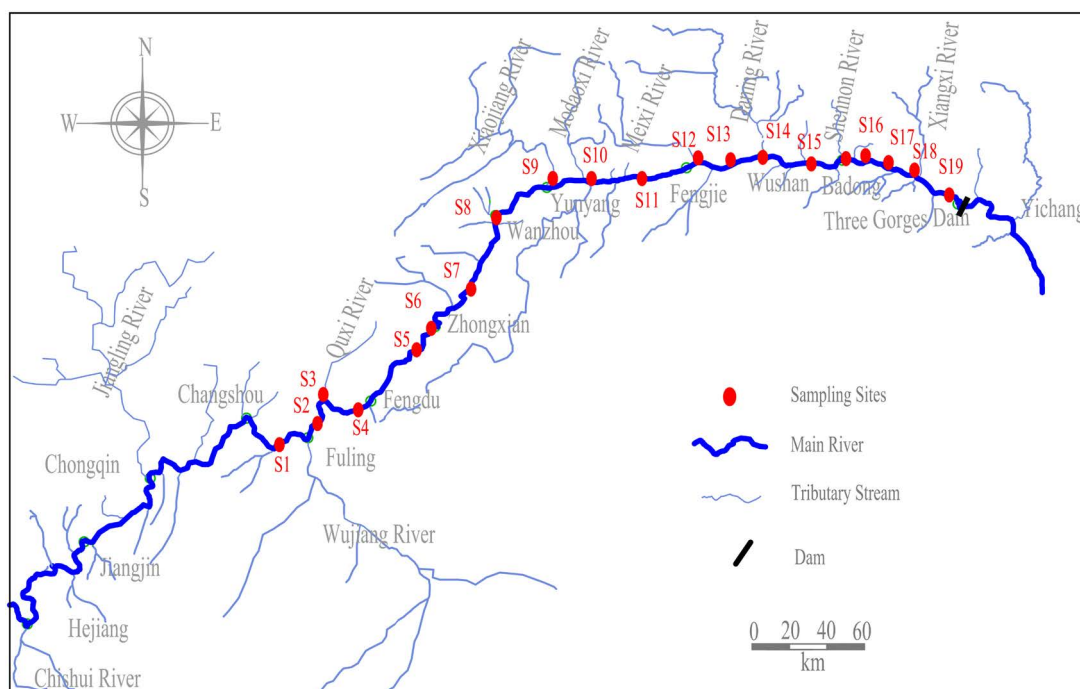 N
W
E
S
Xiaojiang River
Modaoxi River
Meixi River
Daning River
Shennon River
Xiangxi River
S8
S9
S10
S11
S12
S13
S14
S15
S16
S17
S18
S19
Yunyang
Wanzhou
Fengjie
Wushan
Badong
Three Gorges Dam
Yichang
S7
S6
S5
Zhongxian
Quxi River
Jiangling River
Changshou
S3
S2
S4
S1
Fengdu
Fuling
Chongqin
Wujiang River
Jiangjin
Hejiang
Chishui River
Sampling Sites
Main River
Tributary Stream
Dam
0 20 40 60
km